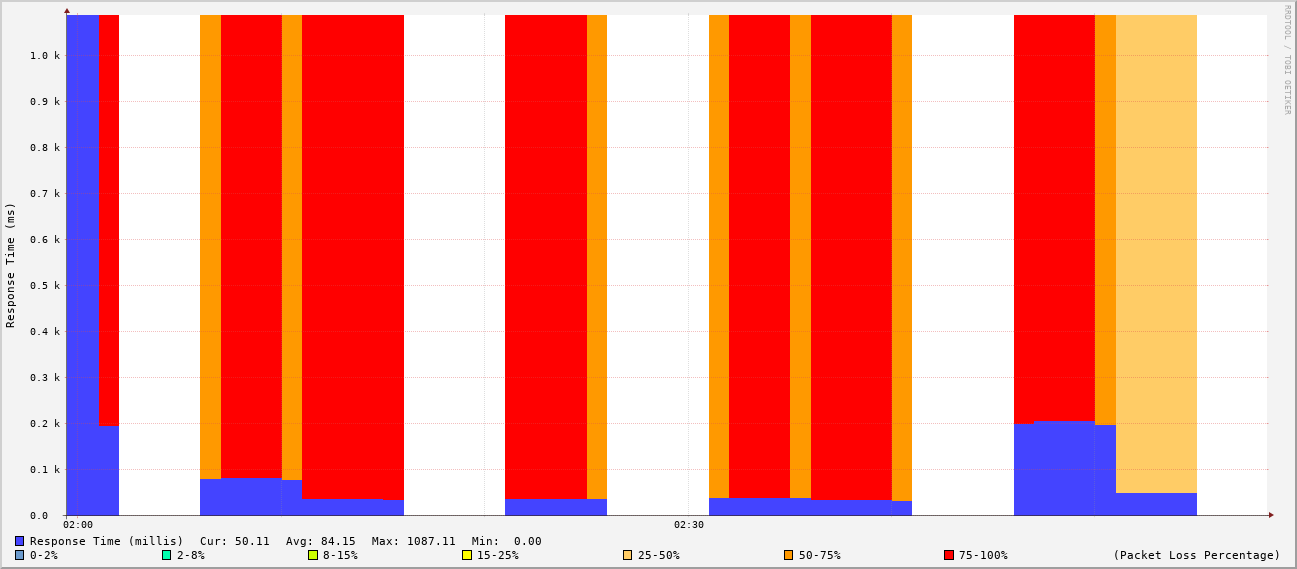 RRDTOOL / TOBI OETIKER
Response Time (ms)
1.0 k
0.9 k
0.8 k
0.7 k
0.6 k
0.5 k
0.4 k
0.3 k
0.2 k
0.1 k
0.0
02:00 02:30
Response Time (millis) Cur: 50.11 Avg: 84.15 Max: 1087.11 Min: 0.00
0-2% 2-8% 8-15% 15-25% 25-50% 50-75% 75-100% (Packet Loss Percentage)